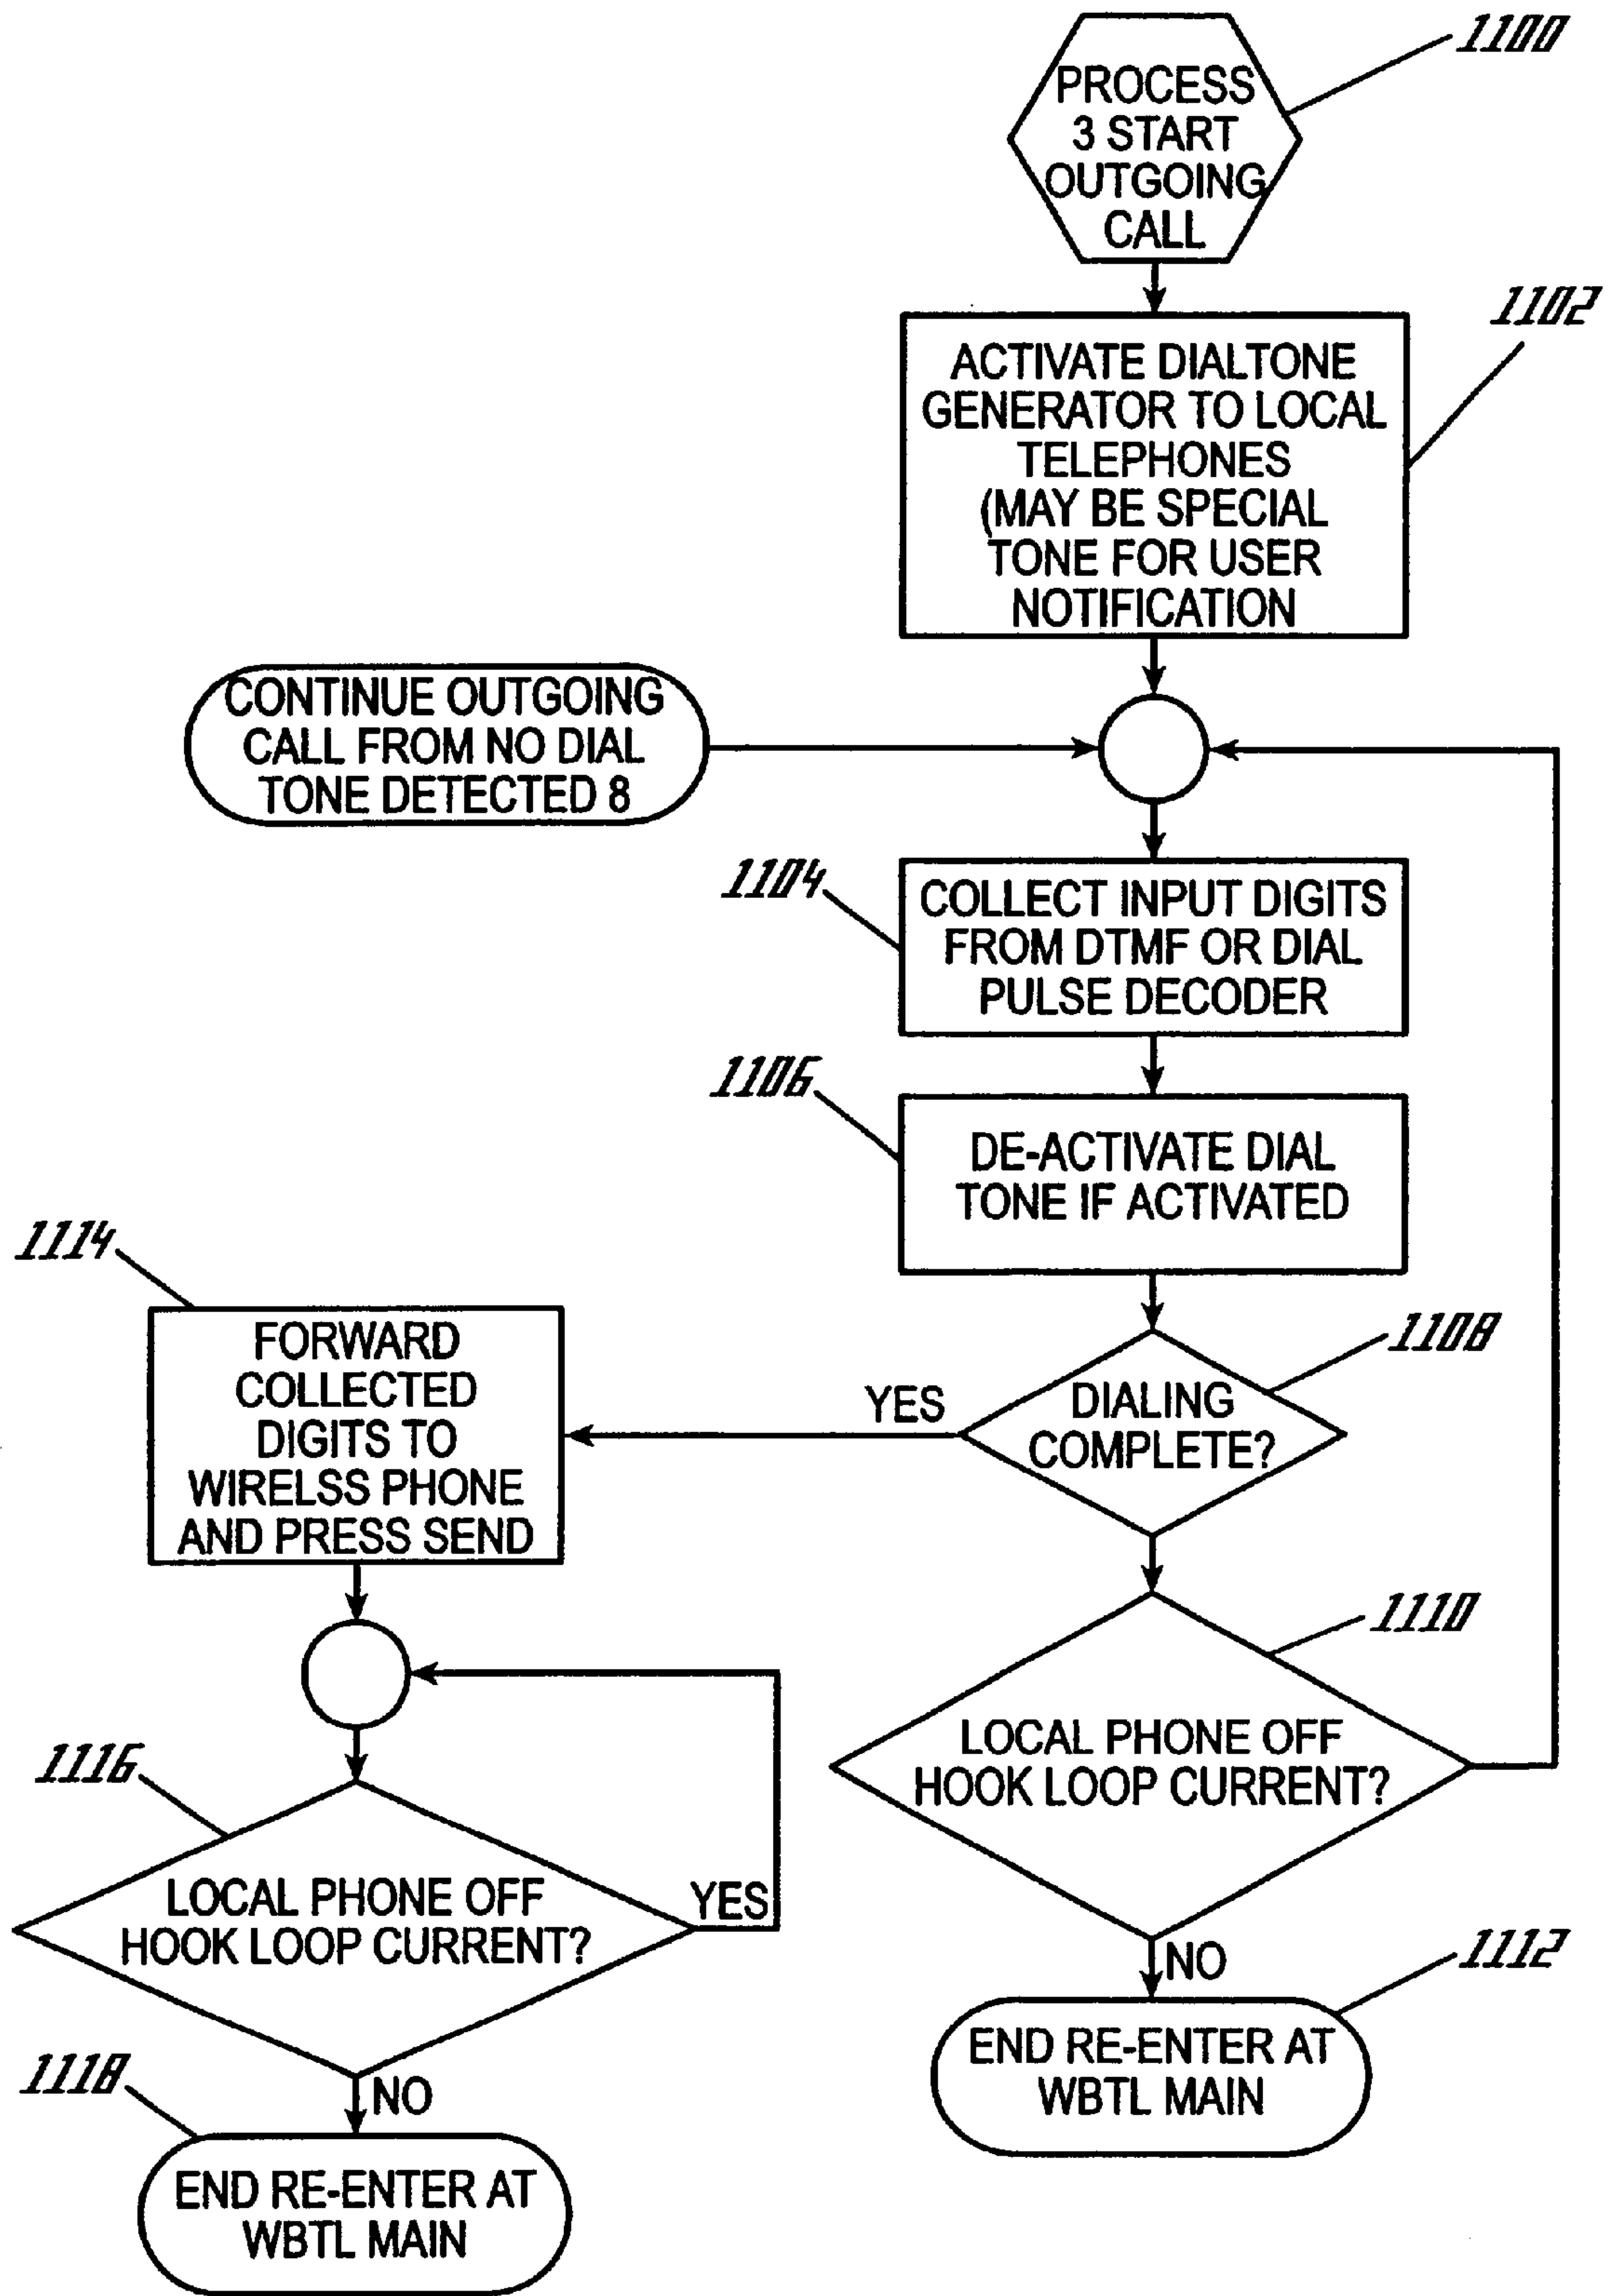 1100
PROCESS
3 START
OUTGOING
CALL
1102
ACTIVATE DIALTONE
GENERATOR TO LOCAL
TELEPHONES
(MAY BE SPECIAL
TONE FOR USER
NOTIFICATION
CONTINUE OUTGOING
CALL FROM NO DIAL
TONE DETECTED 8
1104
COLLECT INPUT DIGITS
FROM DTMF OR DIAL
PULSE DECODER
1106
DE-ACTIVATE DIAL
TONE IF ACTIVATED
1108
DIALING
COMPLETE?
YES
1114
FORWARD
COLLECTED
DIGITS TO
WIRELSS PHONE
AND PRESS SEND
1110
LOCAL PHONE OFF
HOOK LOOP CURRENT?
NO
1112
END RE-ENTER AT
WBTL MAIN
1116
LOCAL PHONE OFF
HOOK LOOP CURRENT?
YES
NO
1118
END RE-ENTER AT
WBTL MAIN